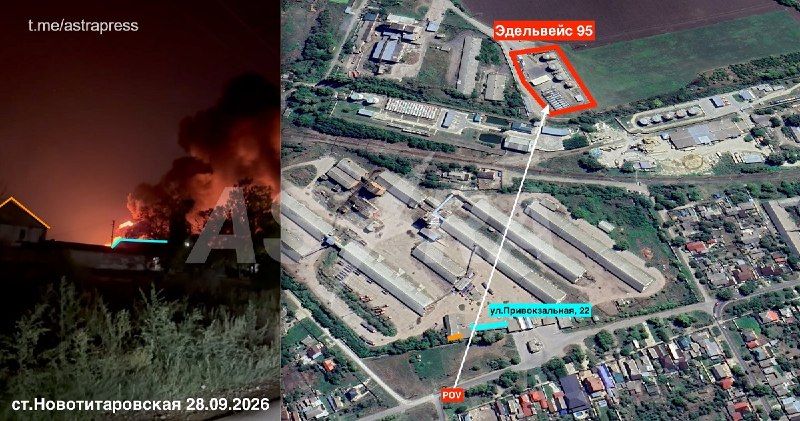 t.me/astrapress
Эдельвейс 95
ул.Привокзальная, 22
POV
ст.Новотитаровская 28.09.2026